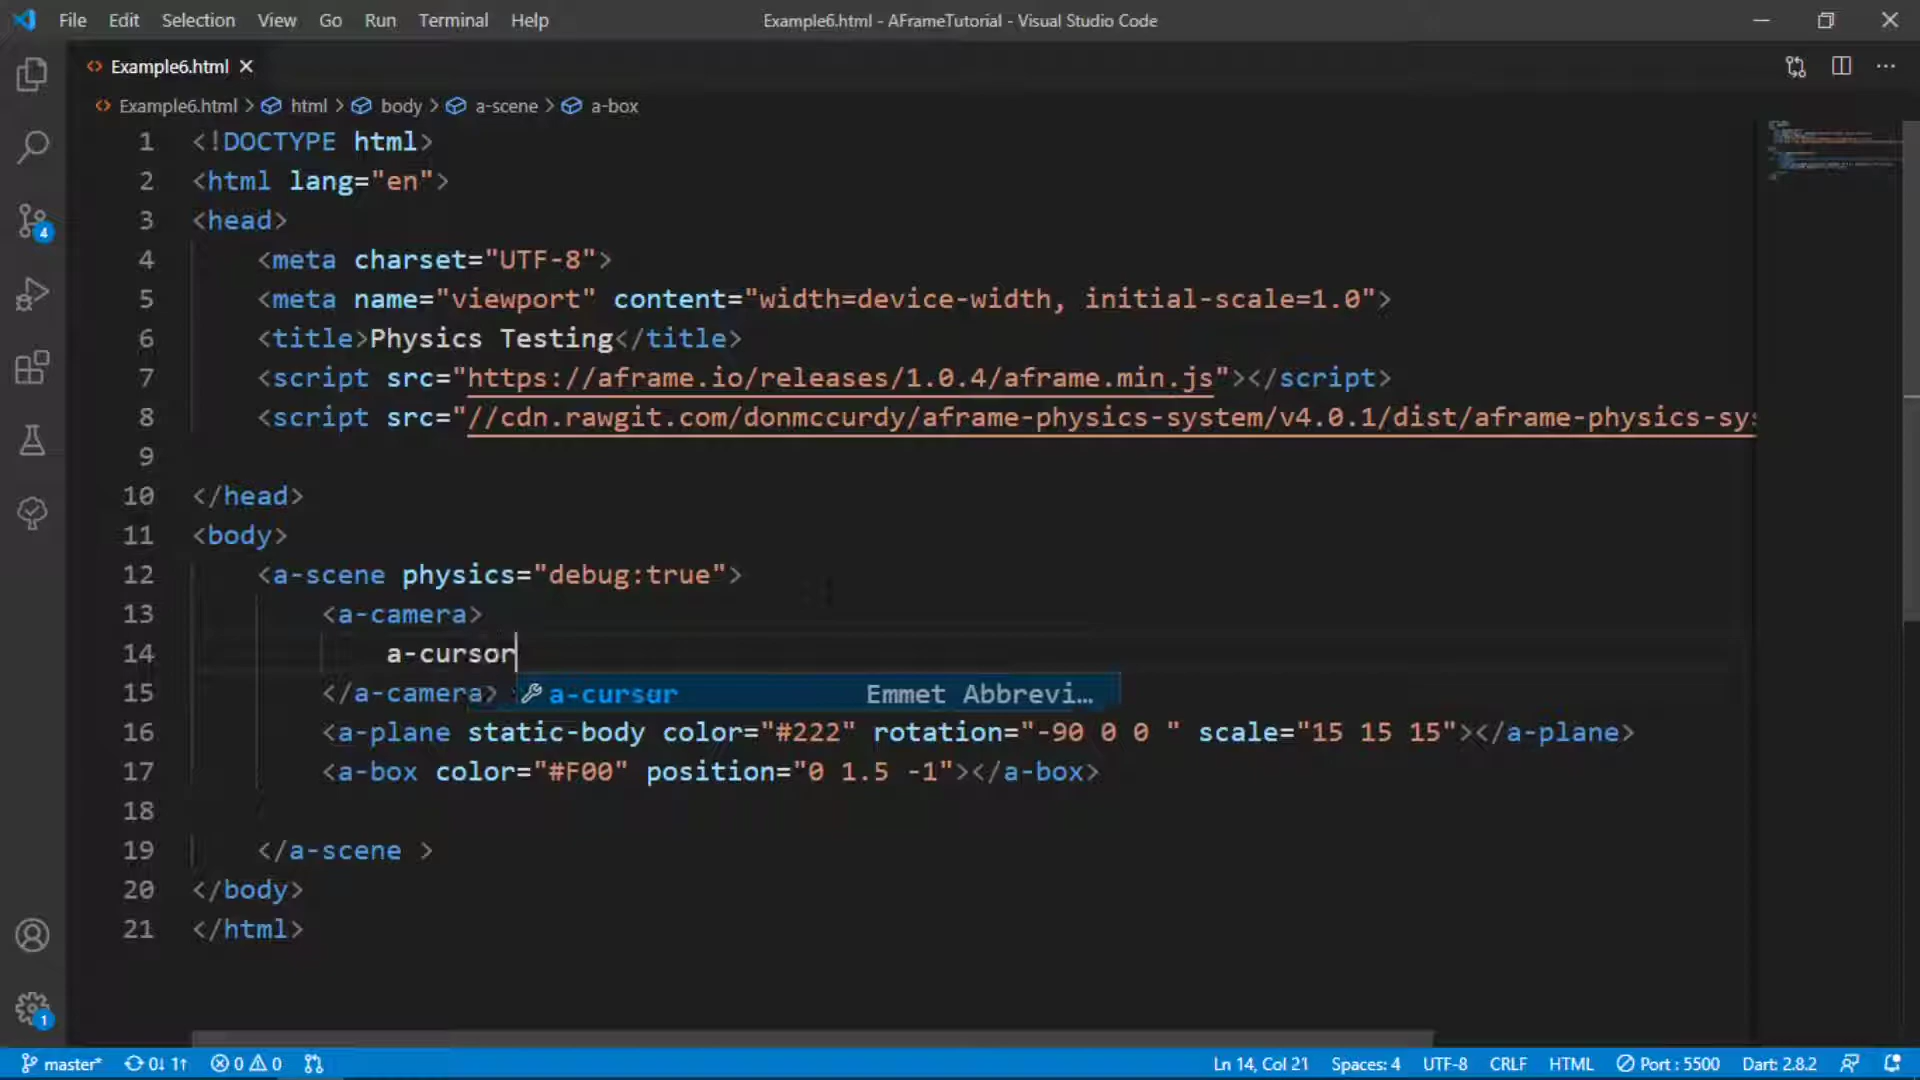 File Edit Selection View Go Run Terminal Help
Example6.html - AFrameTutorial - Visual Studio Code
Example6.html
Example6.html > html > body > a-scene > a-box
1 <!DOCTYPE html>
2 <html lang="en">
3 <head>
4 <meta charset="UTF-8">
5 <meta name="viewport" content="width=device-width, initial-scale=1.0">
6 <title>Physics Testing</title>
7 <script src="https://aframe.io/releases/1.0.4/aframe.min.js"></script>
8 <script src="//cdn.rawgit.com/donmccurdy/aframe-physics-system/v4.0.1/dist/aframe-physics-sys
9
10 </head>
11 <body>
12 <a-scene physics="debug:true">
13 <a-camera>
14 a-cursor
15 </a-camera>
a-cursor Emmet Abbrevi…
16 <a-plane static-body color="#222" rotation="-90 0 0 " scale="15 15 15"></a-plane>
17 <a-box color="#F00" position="0 1.5 -1"></a-box>
18
19 </a-scene >
20 </body>
21 </html>
4
1
master* 0↓ 1↑ 0 0
Ln 14, Col 21 Spaces: 4 UTF-8 CRLF HTML Port : 5500 Dart: 2.8.2